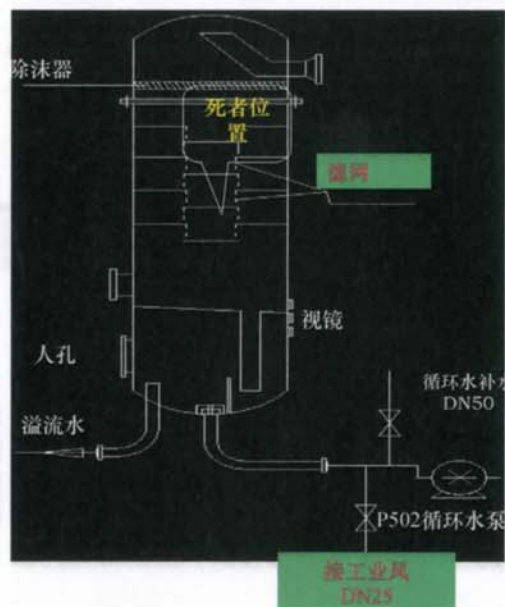 除沫器
死者位
置
滤网
视镜
人孔
循环水补水
DN50
溢流水
P502循环水泵
接工业风
DN25